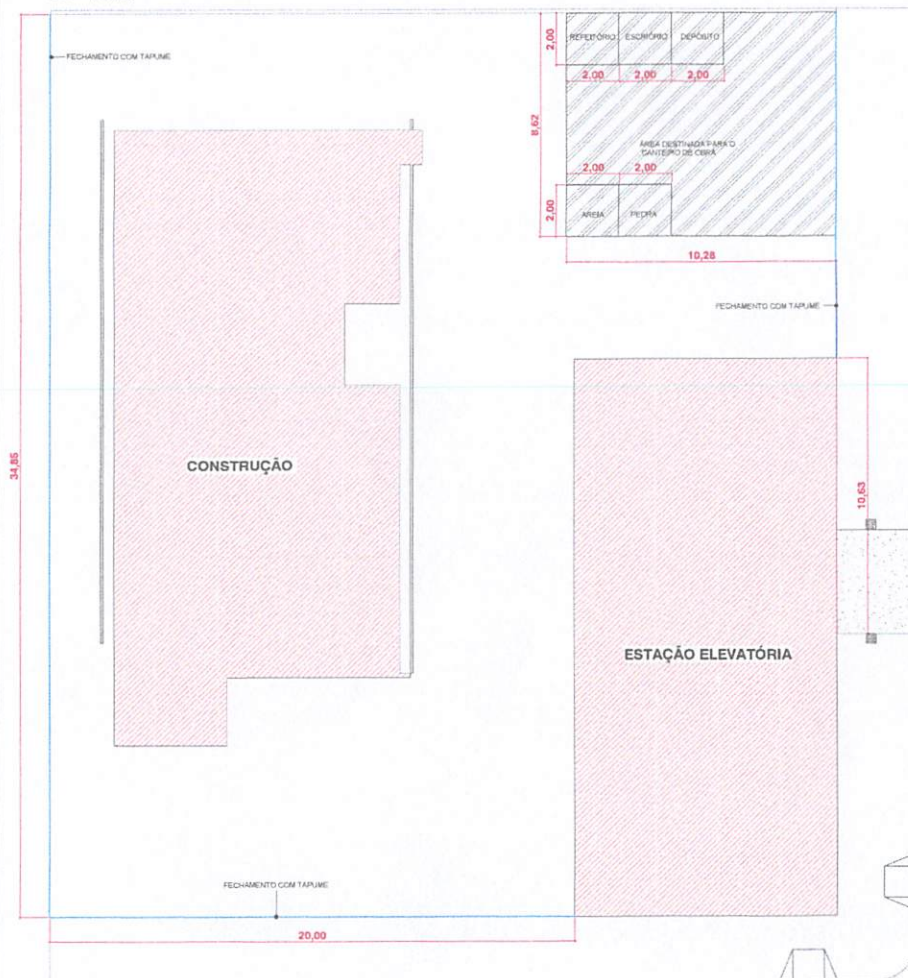 FECHAMENTO COM TAPUME
2,00
REFEITÓRIO
ESCRIÓRIO
DEPÓSITO
2,00
2,00
2,00
8,62
ÁREA DESTINADA PARA O
CANTEIRO DE OBRA
2,00
2,00
2,00
AREIA
PEDRA
10,28
FECHAMENTO COM TAPUME
34,85
CONSTRUÇÃO
10,63
ESTAÇÃO ELEVATÓRIA
FECHAMENTO COM TAPUME
20,00